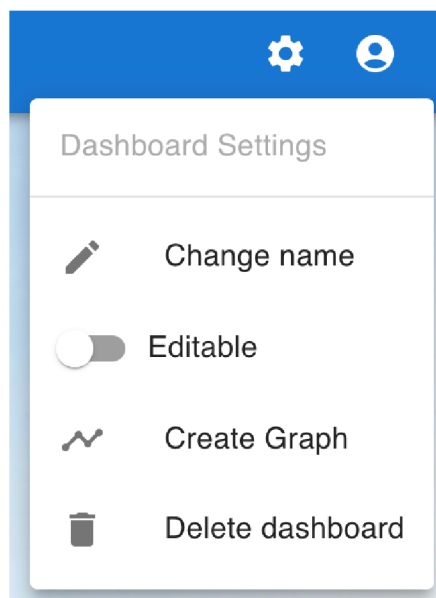 Dashboard Settings
Change name
Editable
Create Graph
Delete dashboard